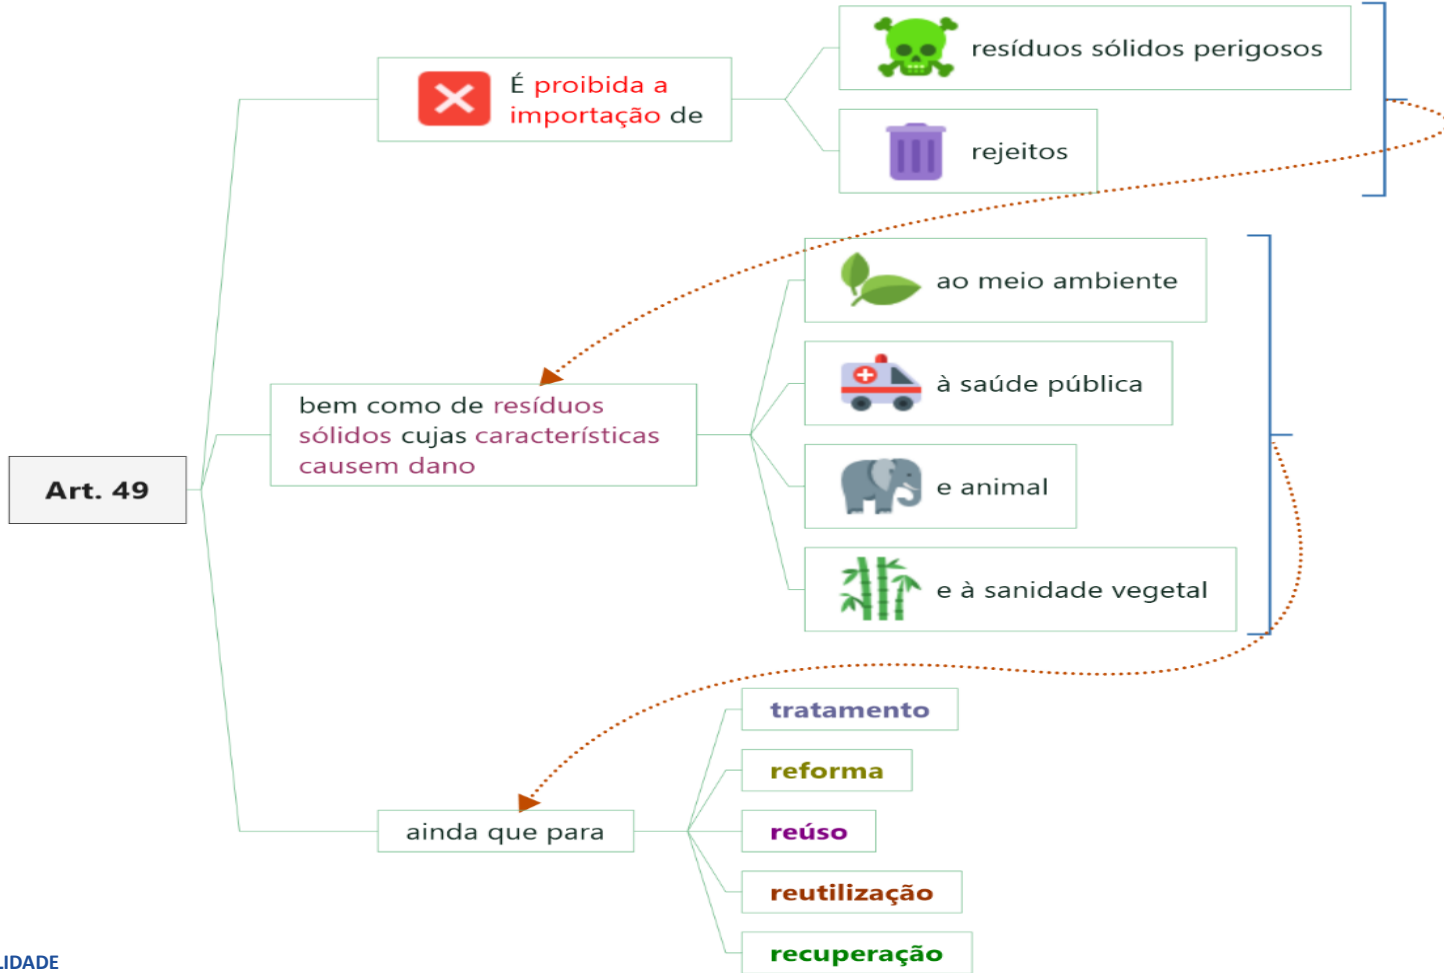 É proibida a
importação de
resíduos sólidos perigosos
rejeitos
Art. 49
bem como de resíduos
sólidos cujas características
causem dano
ao meio ambiente
à saúde pública
e animal
e à sanidade vegetal
ainda que para
tratamento
reforma
reúso
reutilização
recuperação
LIDADE